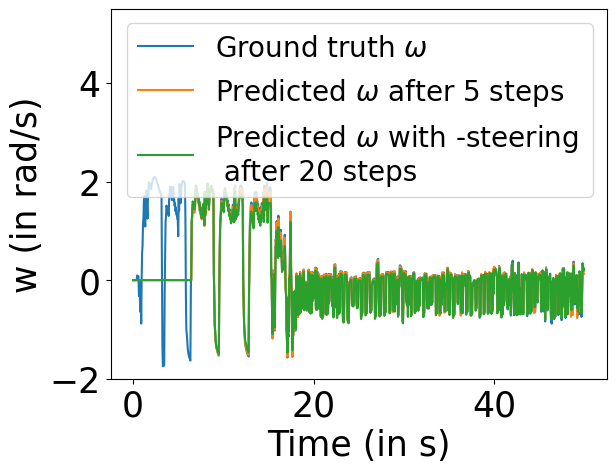 Ground truth ω
Predicted ω after 5 steps
Predicted ω with -steering
after 20 steps
w (in rad/s)
4
2
0
−2
0
20
40
Time (in s)